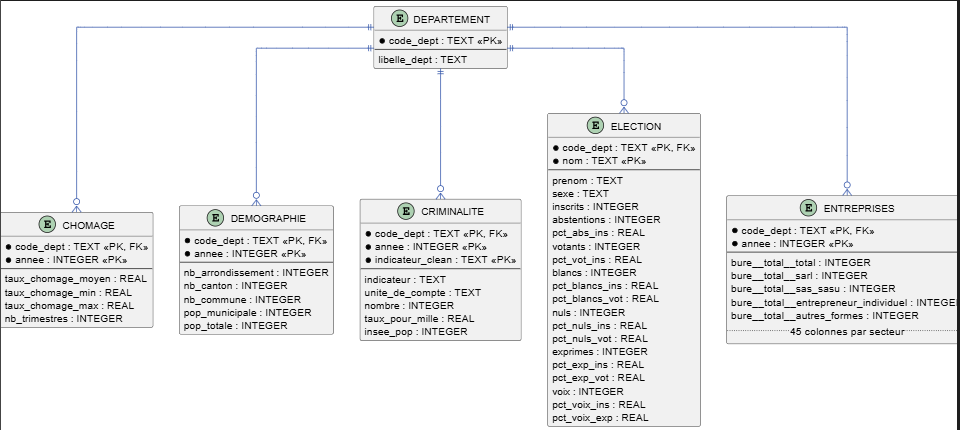 E DEPARTEMENT
● code_dept : TEXT «PK»
libelle_dept : TEXT
E CHOMAGE
● code_dept : TEXT «PK, FK»
● annee : INTEGER «PK»
taux_chomage_moyen : REAL
taux_chomage_min : REAL
taux_chomage_max : REAL
nb_trimestres : INTEGER
E DEMOGRAPHIE
● code_dept : TEXT «PK, FK»
● annee : INTEGER «PK»
nb_arrondissement : INTEGER
nb_canton : INTEGER
nb_commune : INTEGER
pop_municipale : INTEGER
pop_totale : INTEGER
E CRIMINALITE
● code_dept : TEXT «PK, FK»
● annee : INTEGER «PK»
● indicateur_clean : TEXT «PK»
indicateur : TEXT
unite_de_compte : TEXT
nombre : INTEGER
taux_pour_mille : REAL
insee_pop : INTEGER
E ELECTION
● code_dept : TEXT «PK, FK»
● nom : TEXT «PK»
prenom : TEXT
sexe : TEXT
inscrits : INTEGER
abstentions : INTEGER
pct_abs_ins : REAL
votants : INTEGER
pct_vot_ins : REAL
blancs : INTEGER
pct_blancs_ins : REAL
pct_blancs_vot : REAL
nuls : INTEGER
pct_nuls_ins : REAL
pct_nuls_vot : REAL
exprimes : INTEGER
pct_exp_ins : REAL
pct_exp_vot : REAL
voix : INTEGER
pct_voix_ins : REAL
pct_voix_exp : REAL
E ENTREPRISES
● code_dept : TEXT «PK, FK»
● annee : INTEGER «PK»
bure__total__total : INTEGER
bure__total__sarl : INTEGER
bure__total__sas_sasu : INTEGER
bure__total__entrepreneur_individuel : INTEGE
bure__total__autres_formes : INTEGER
45 colonnes par secteur